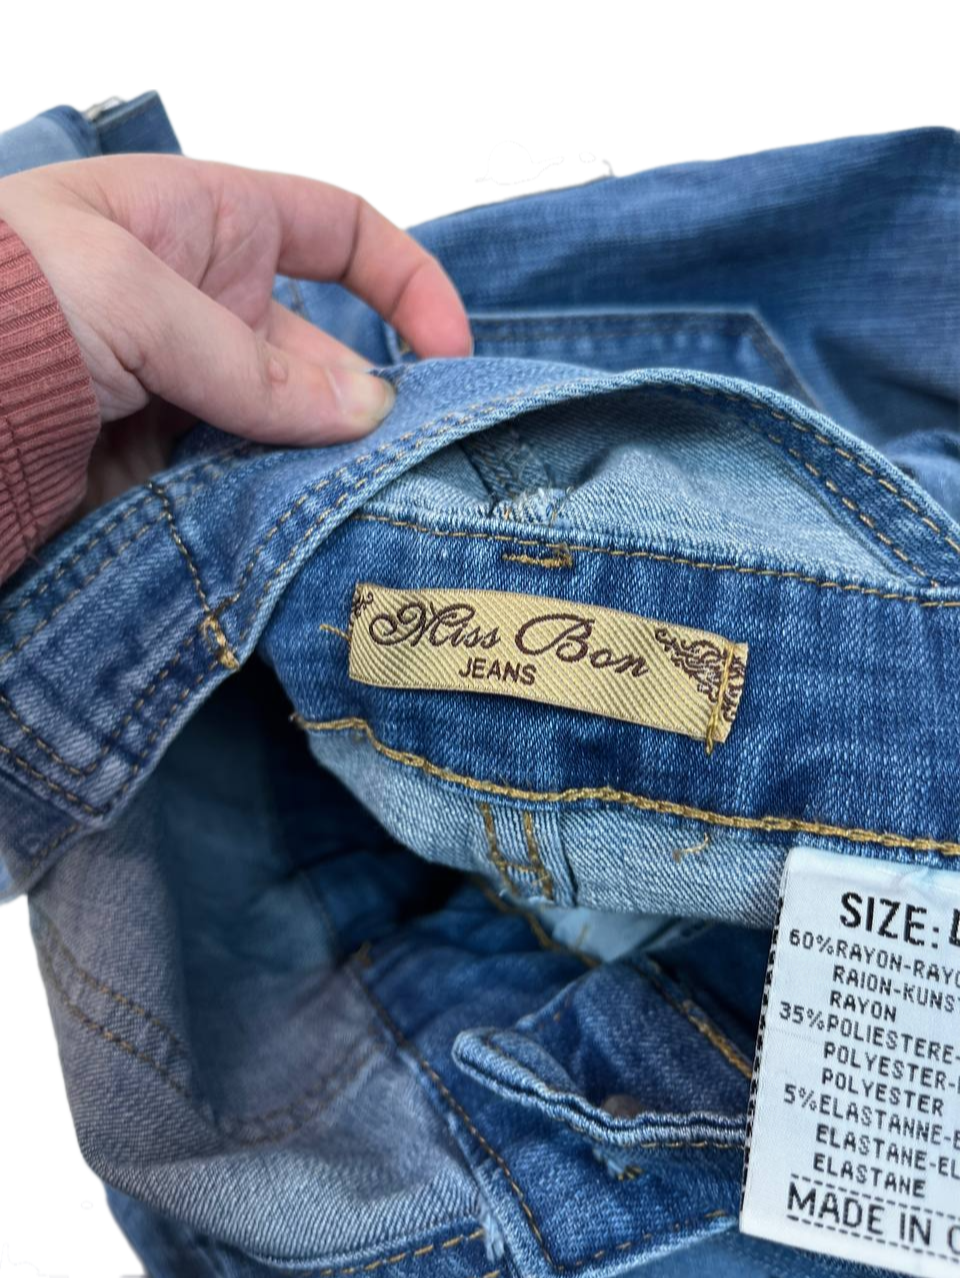 Miss Bon
JEANS
SIZE:
60%RAYON-RAYO
RAION-KUNST
RAYON
35%POLIESTERE-
POLYESTER-
POLYESTER
5%ELASTANNE-E
ELASTANE-EL
ELASTANE
MADE IN C